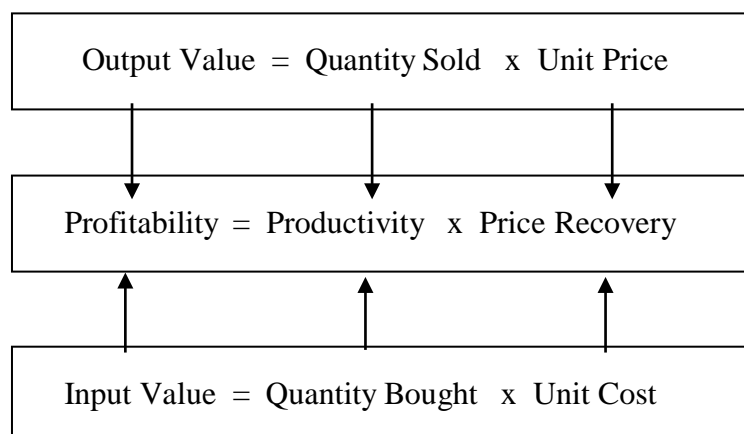 Output Value = Quantity Sold x Unit Price
Profitability = Productivity x Price Recovery
Input Value = Quantity Bought x Unit Cost